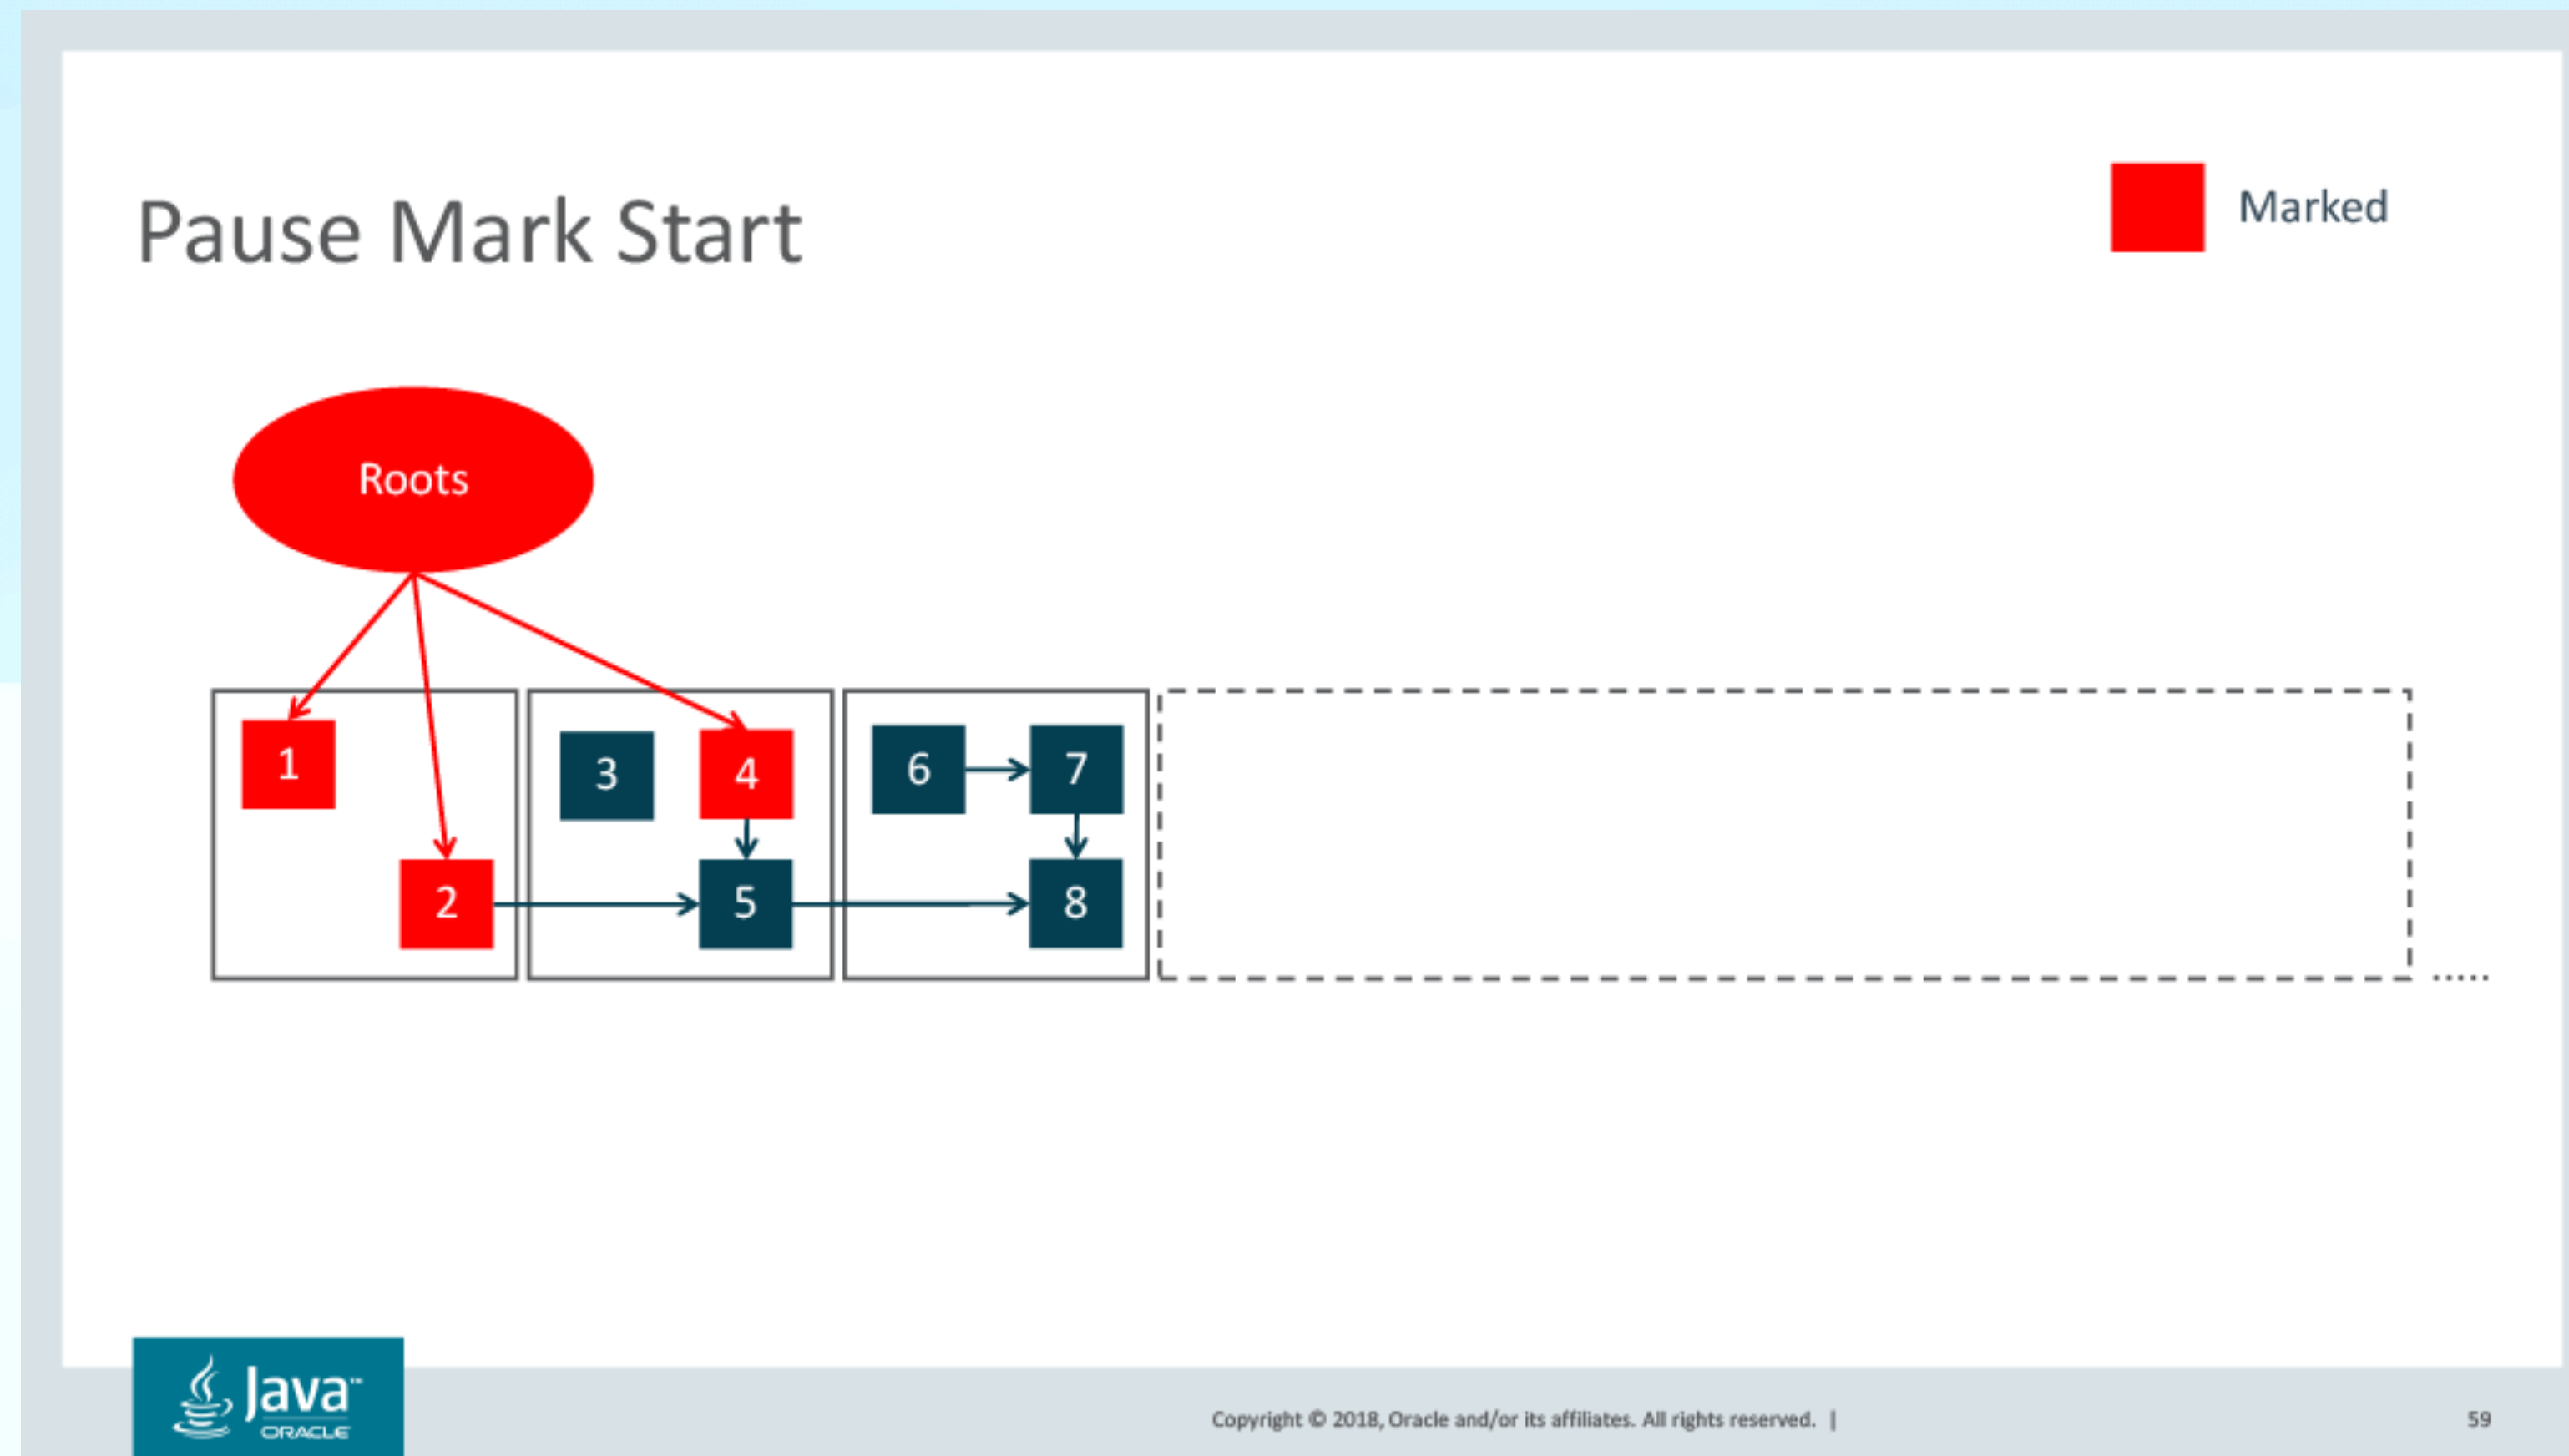 Pause Mark Start
Marked
Roots
1
3
4
6
7
2
5
8
.....
Java™
ORACLE
Copyright © 2018, Oracle and/or its affiliates. All rights reserved. |
59